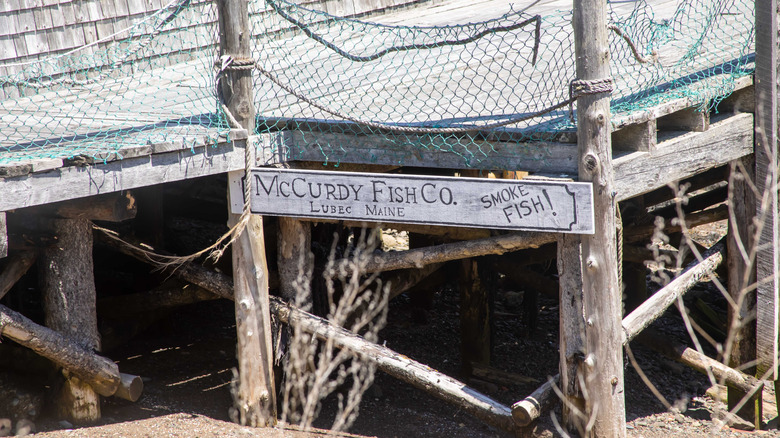 McCurdy Fish Co.
Lubec Maine
SMOKE
FISH!